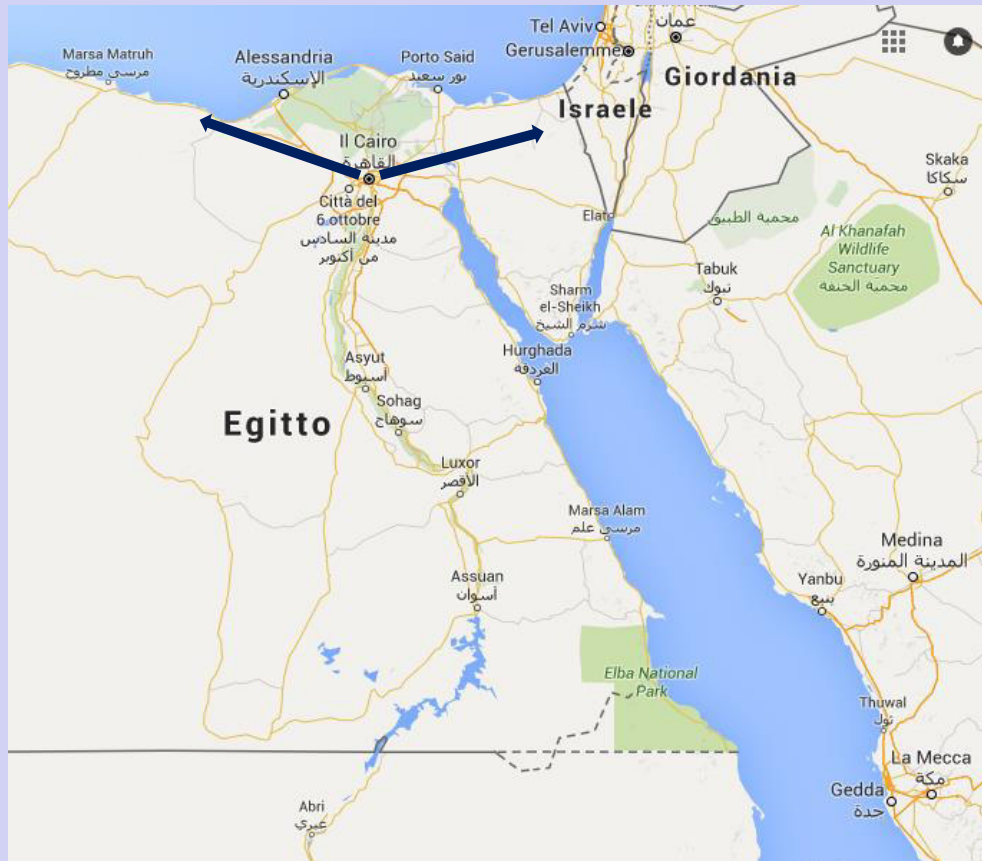 عمان
Tel Aviv
Gerusalemme
Marsa Matruh
مرسى مطروح
Alessandria
الإسكندرية
Porto Said
بور سعيد
Giordania
Israele
Il Cairo
القاهرة
Skaka
سكاكا
Città del
6 ottobre
مدينة السادس
من أكتوبر
Elat
محمية الطبيق
Al Khanafah
Wildlife
Sanctuary
محمية الخنفة
Tabuk
تبوك
Sharm
el-Sheikh
شرم الشيخ
Hurghada
الغردقة
Asyut
أسيوط
Sohag
سوهاج
Egitto
Luxor
الأقصر
Marsa Alam
مرسى علم
Medina
المدينة المنورة
Assuan
أسوان
Yanbu
ينبع
Elba National
Park
Thuwal
ثول
La Mecca
مكة
Gedda
جدة
Abri
عبري